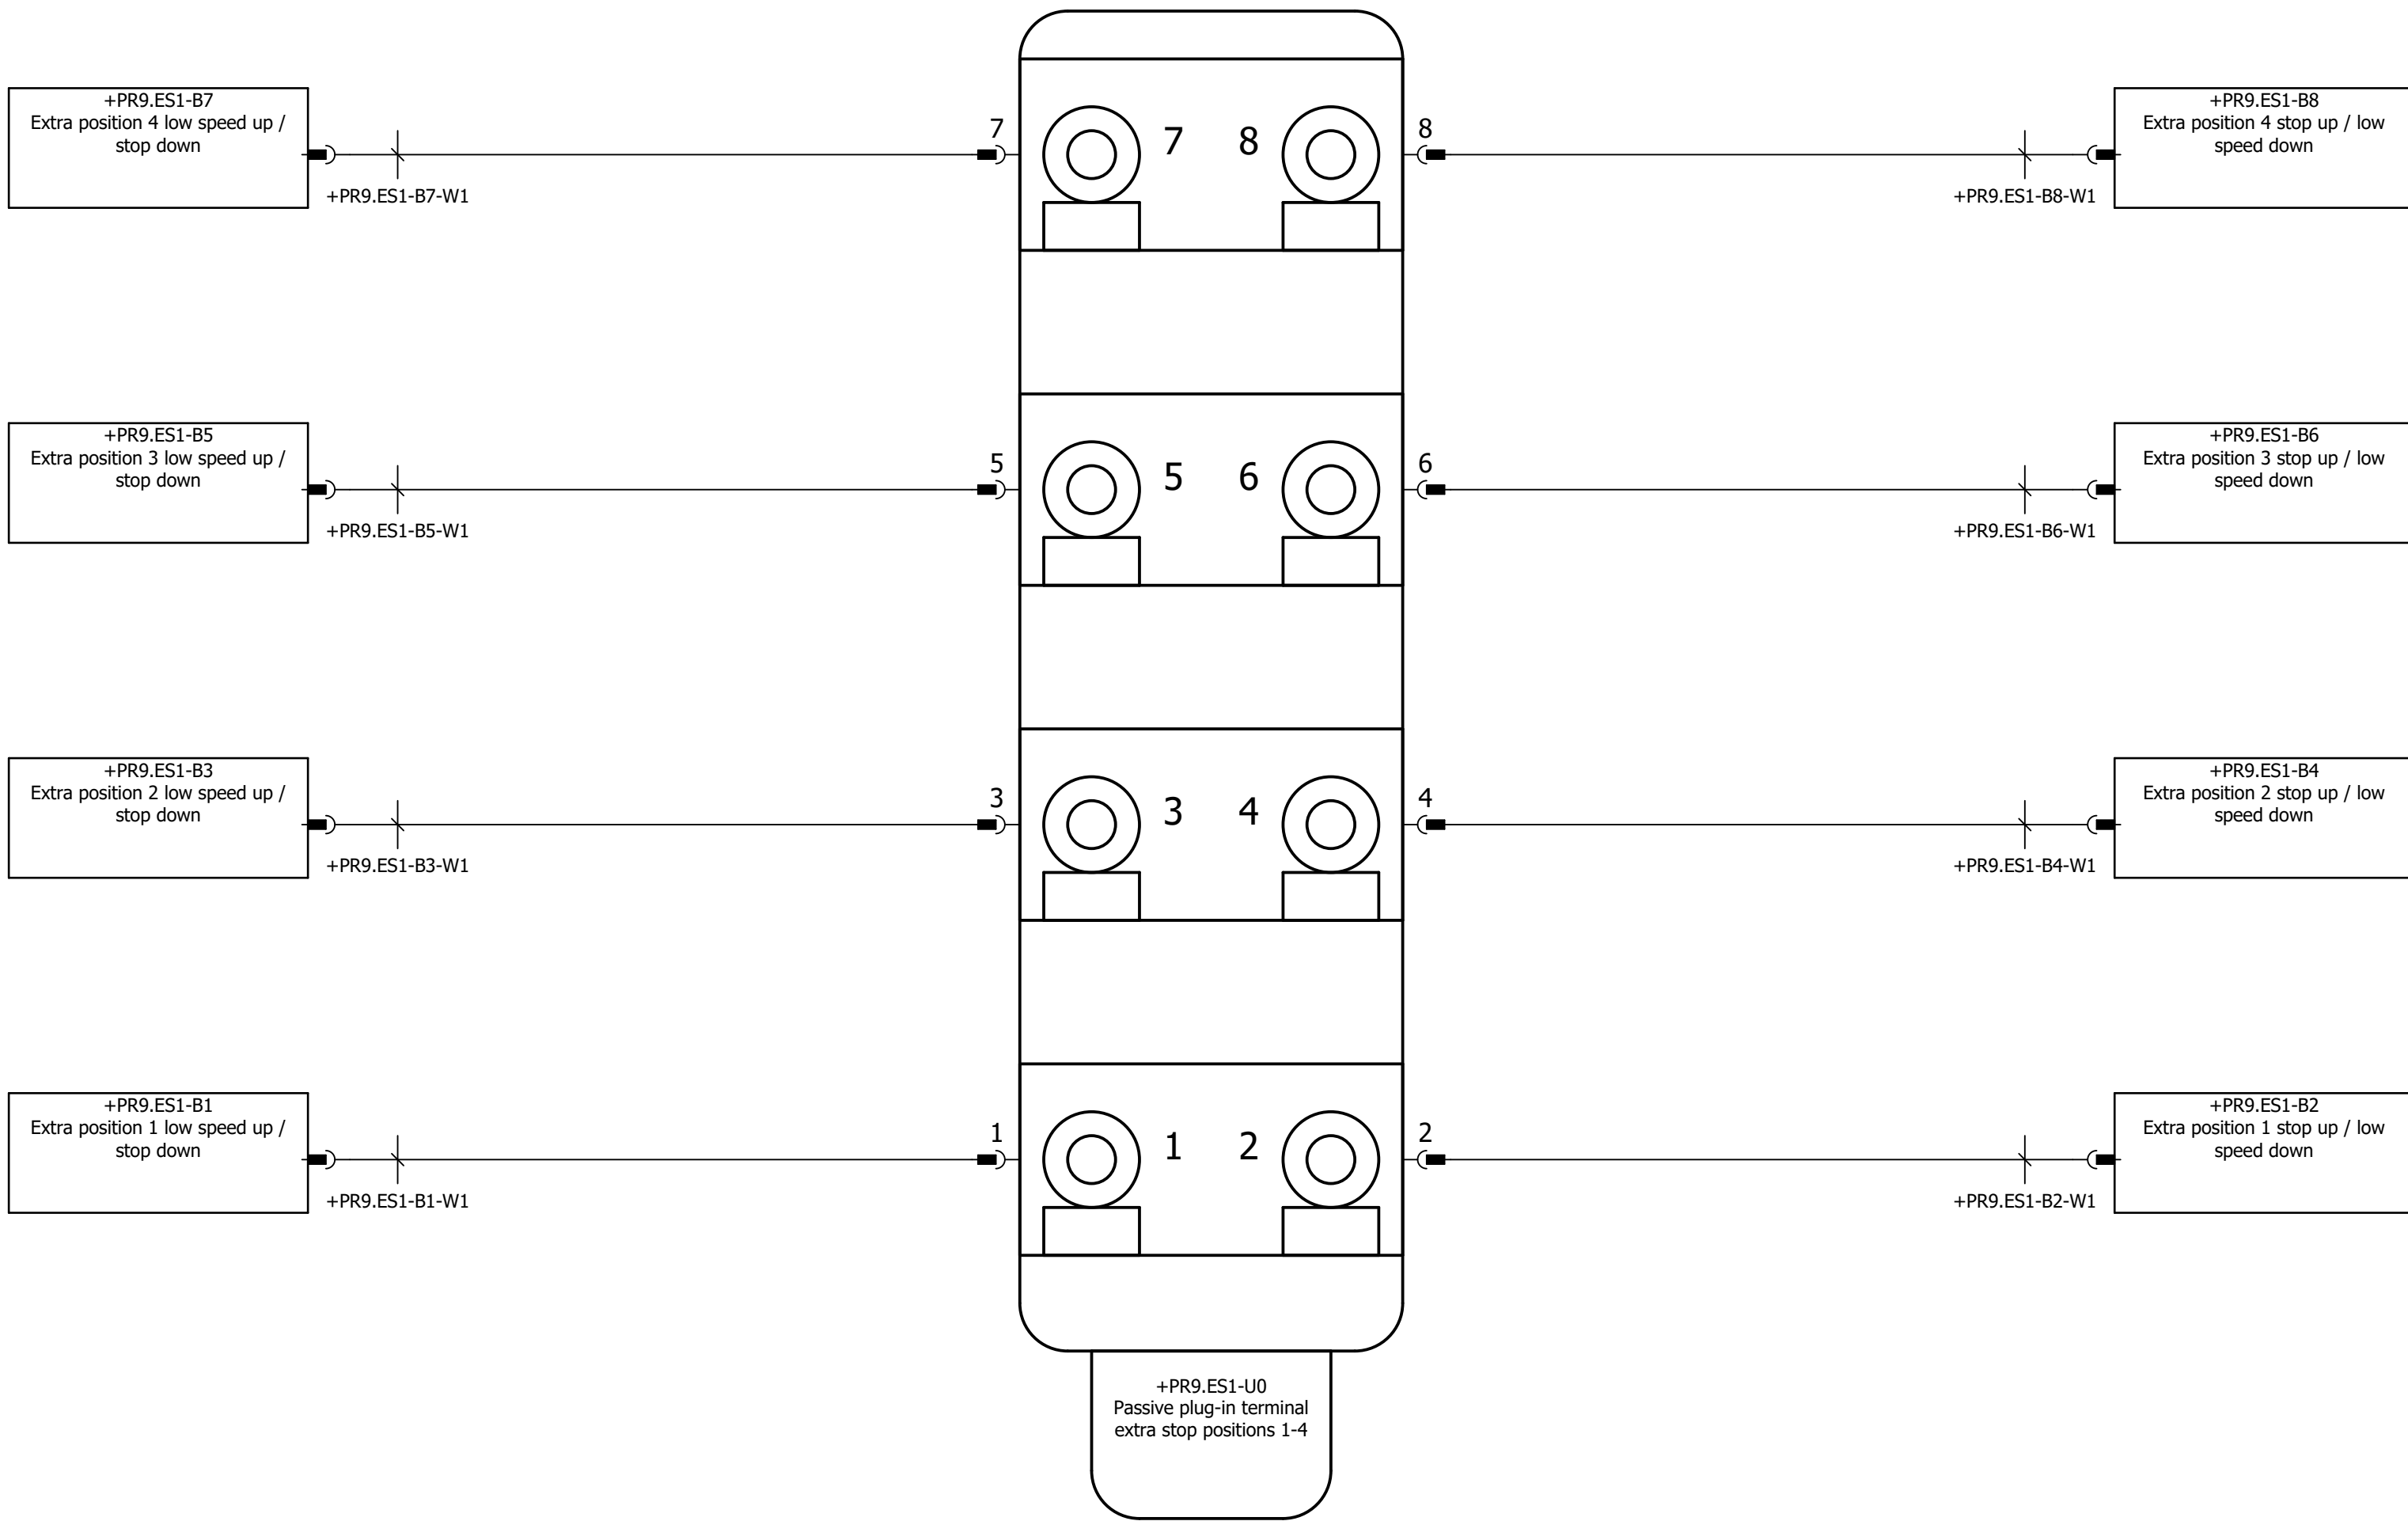 +PR9.ES1-B7
Extra position 4 low speed up /
stop down
+PR9.ES1-B7-W1
7
7 8
8
+PR9.ES1-B8-W1
+PR9.ES1-B8
Extra position 4 stop up / low
speed down
+PR9.ES1-B5
Extra position 3 low speed up /
stop down
+PR9.ES1-B5-W1
5
5 6
6
+PR9.ES1-B6-W1
+PR9.ES1-B6
Extra position 3 stop up / low
speed down
+PR9.ES1-B3
Extra position 2 low speed up /
stop down
+PR9.ES1-B3-W1
3
3 4
4
+PR9.ES1-B4-W1
+PR9.ES1-B4
Extra position 2 stop up / low
speed down
+PR9.ES1-B1
Extra position 1 low speed up /
stop down
+PR9.ES1-B1-W1
1
1 2
2
+PR9.ES1-B2-W1
+PR9.ES1-B2
Extra position 1 stop up / low
speed down
+PR9.ES1-U0
Passive plug-in terminal
extra stop positions 1-4